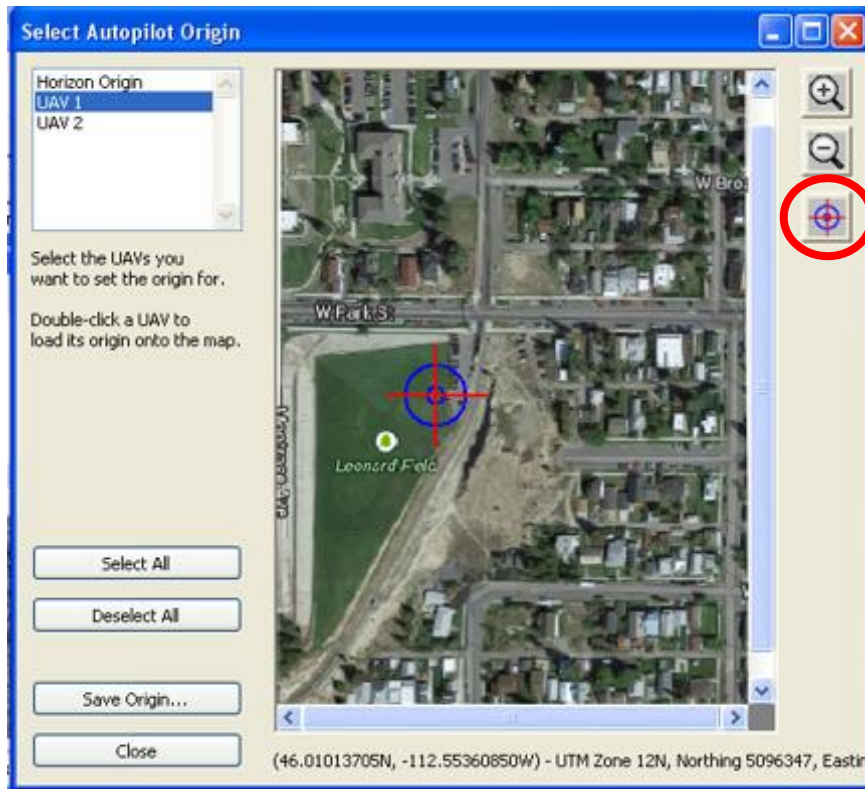 Select Autopilot Origin
Horizon Origin
UAV 1
UAV 2
Select the UAVs you
want to set the origin for.
Double-click a UAV to
load its origin onto the map.
Select All
Deselect All
Save Origin...
Close
W Bro
W Park S
Leonard Field
(46.01013705N, -112.55360850W) - UTM Zone 12N, Northing 5096347, Eastin